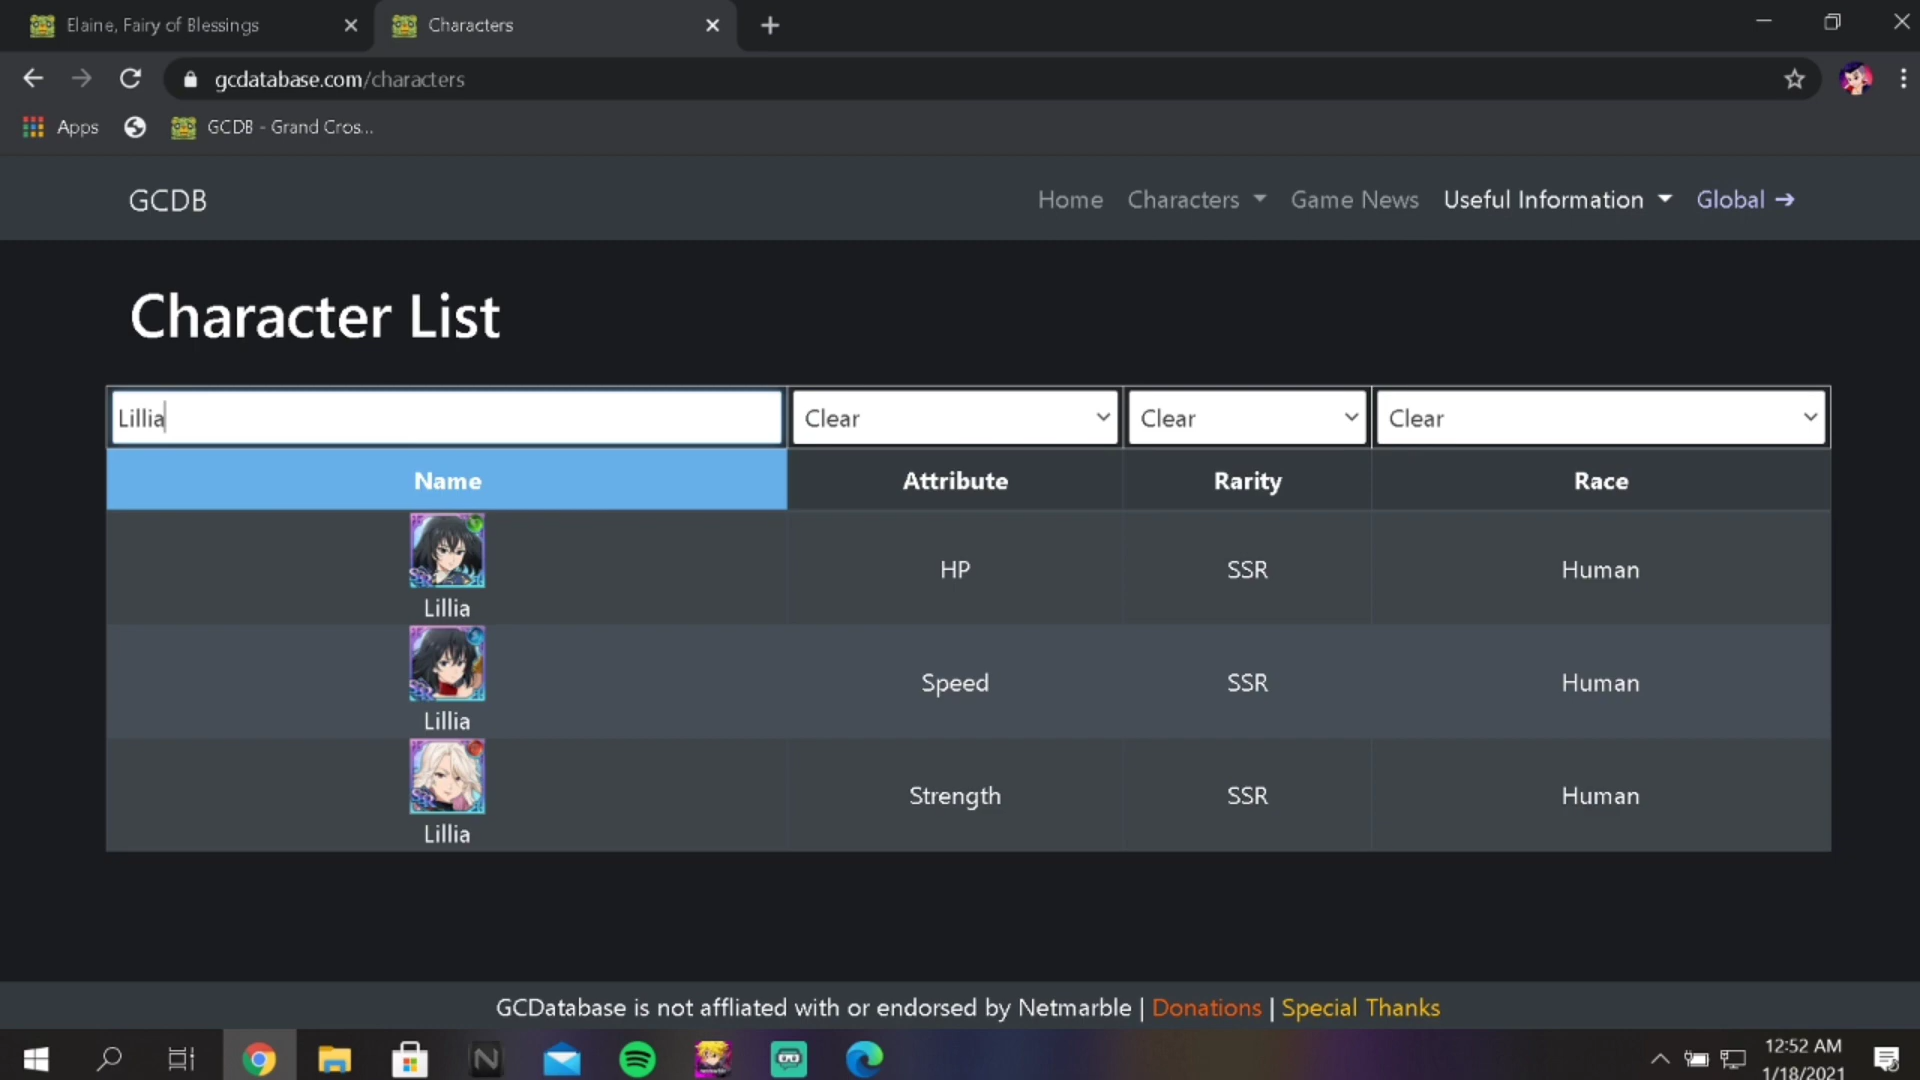 Elaine, Fairy of Blessings
Characters
gcdatabase.com/characters
Apps
GCDB - Grand Cros...
GCDB
Home Characters Game News Useful Information Global →
Character List
Lillia Clear Clear Clear
Name Attribute Rarity Race
HP SSR Human
Lillia
Speed SSR Human
Lillia
Strength SSR Human
Lillia
GCDatabase is not affliated with or endorsed by Netmarble | Donations | Special Thanks
12:52 AM
1/18/2021